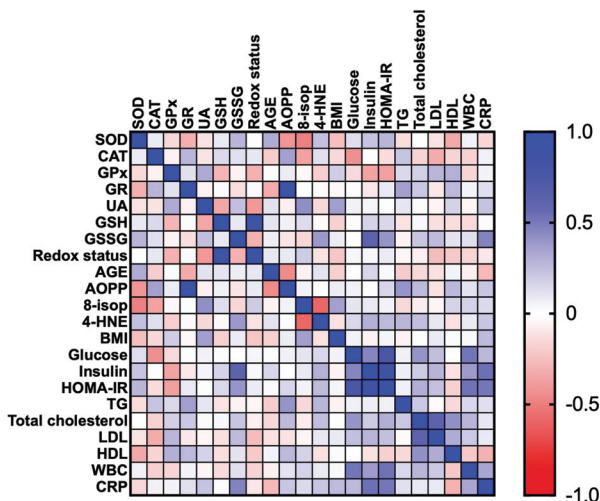 SOD
CAT
GPx
GR
UA
GSH
GSSG
Redox status
AGE
AOPP
8-isop
4-HNE
BMI
Glucose
Insulin
HOMA-IR
TG
Total cholesterol
LDL
HDL
WBC
CRP
SOD
CAT
GPx
GR
UA
GSH
GSSG
Redox status
AGE
AOPP
8-isop
4-HNE
BMI
Glucose
Insulin
HOMA-IR
TG
Total cholesterol
LDL
HDL
WBC
CRP
1.0
0.5
0
-0.5
-1.0